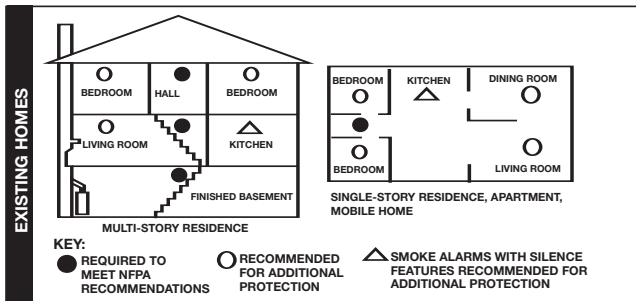 EXISTING HOMES
BEDROOM
HALL
BEDROOM
LIVING ROOM
KITCHEN
FINISHED BASEMENT
MULTI-STORY RESIDENCE
BEDROOM
KITCHEN
DINING ROOM
BEDROOM
LIVING ROOM
SINGLE-STORY RESIDENCE, APARTMENT,
MOBILE HOME
KEY:
REQUIRED TO
MEET NFPA
RECOMMENDATIONS
RECOMMENDED
FOR ADDITIONAL
PROTECTION
SMOKE ALARMS WITH SILENCE
FEATURES RECOMMENDED FOR
ADDITIONAL PROTECTION